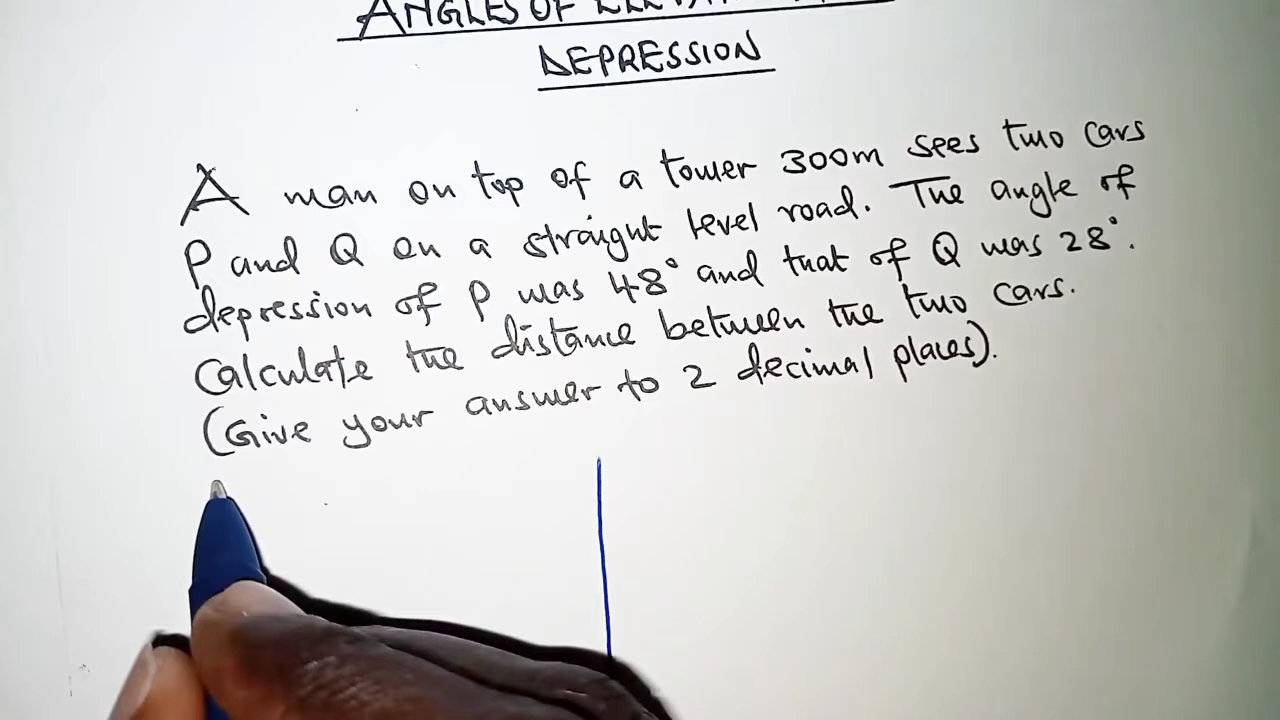 ANGLES OF
DEPRESSION
A man on top of a tower 300m sees two cars
P and Q on a straight level road. The angle of
depression of P was 48° and that of Q was 28°.
Calculate the distance between the two cars.
(Give your answer to 2 decimal places).